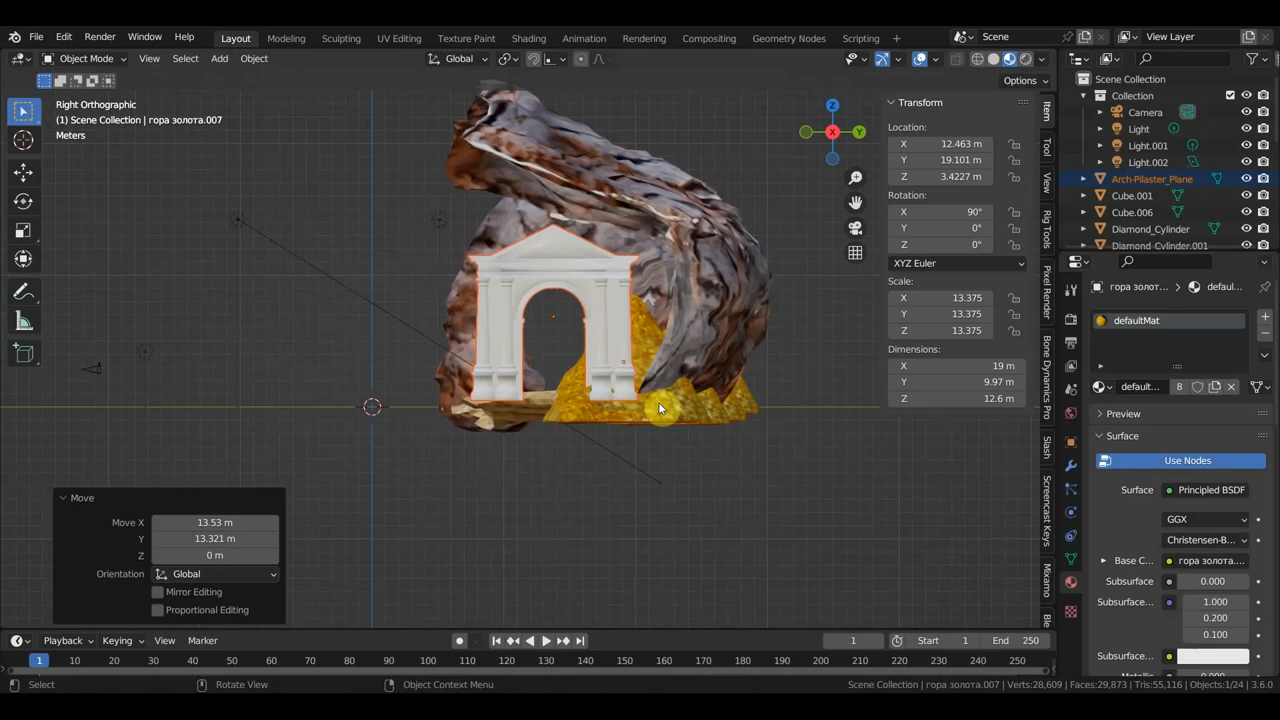 File Edit Render Window Help Layout Modeling Sculpting UV Editing Texture Paint Shading Animation Rendering Compositing Geometry Nodes Scripting + Scene View Layer
Object Mode View Select Add Object Global
Options
Right Orthographic
(1) Scene Collection | гора золота.007
Meters
Z
Y
X
Transform
Location:
X 12.463 m
Y 19.101 m
Z 3.4227 m
Rotation:
X 90°
Y 0°
Z 0°
XYZ Euler
Scale:
X 13.375
Y 13.375
Z 13.375
Dimensions:
X 19 m
Y 9.97 m
Z 12.6 m
Item
Tool
View
Rig Tools
Pixel Render
Bone Dynamics Pro
Slash
Screencast Keys
Mixamo
Ble
Scene Collection
Collection
Camera
Light
Light.001
Light.002
Arch-Pilaster_Plane
Cube.001
Cube.006
Diamond_Cylinder
Diamond_Cylinder.001
гора золот... defaul...
defaultMat
default... 8
Preview
Surface
Use Nodes
Surface Principled BSDF
GGX
Christensen-B...
Base C... гора золота....
Subsurface 0.000
Subsurface... 1.000
0.200
0.100
Subsurface...
Move
Move X 13.53 m
Y 13.321 m
Z 0 m
Orientation Global
Mirror Editing
Proportional Editing
Playback Keying View Marker 1 Start 1 End 250
1 10 20 30 40 50 60 70 80 90 100 110 120 130 140 150 160 170 180 190 200 210 220 230 240 250
Select Rotate View Object Context Menu Scene Collection | гора золота.007 | Verts:28,609 | Faces:29,873 | Tris:55,116 | Objects:1/24 | 3.6.0